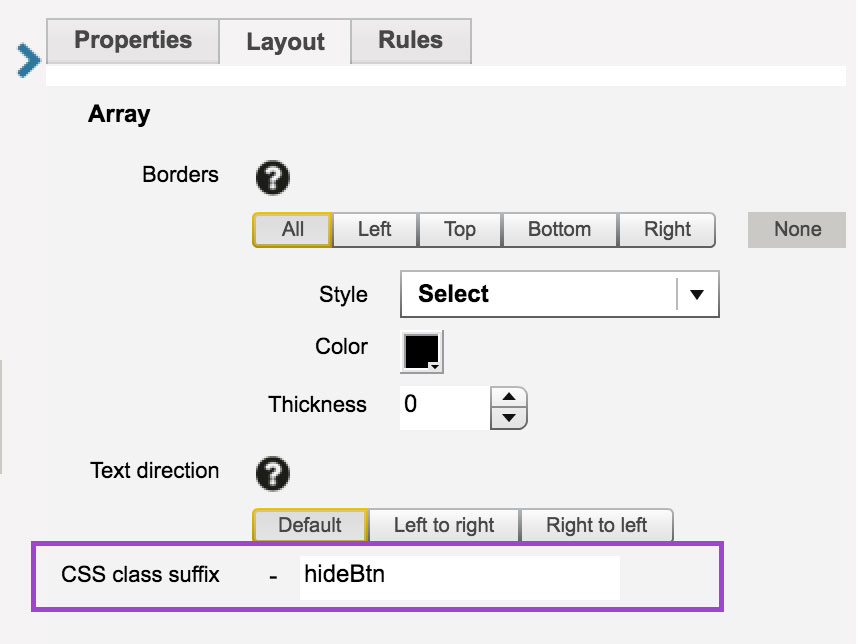 Properties Layout Rules
Array
Borders ?
All Left Top Bottom Right None
Style Select
Color
Thickness 0
Text direction ?
Default Left to right Right to left
CSS class suffix - hideBtn